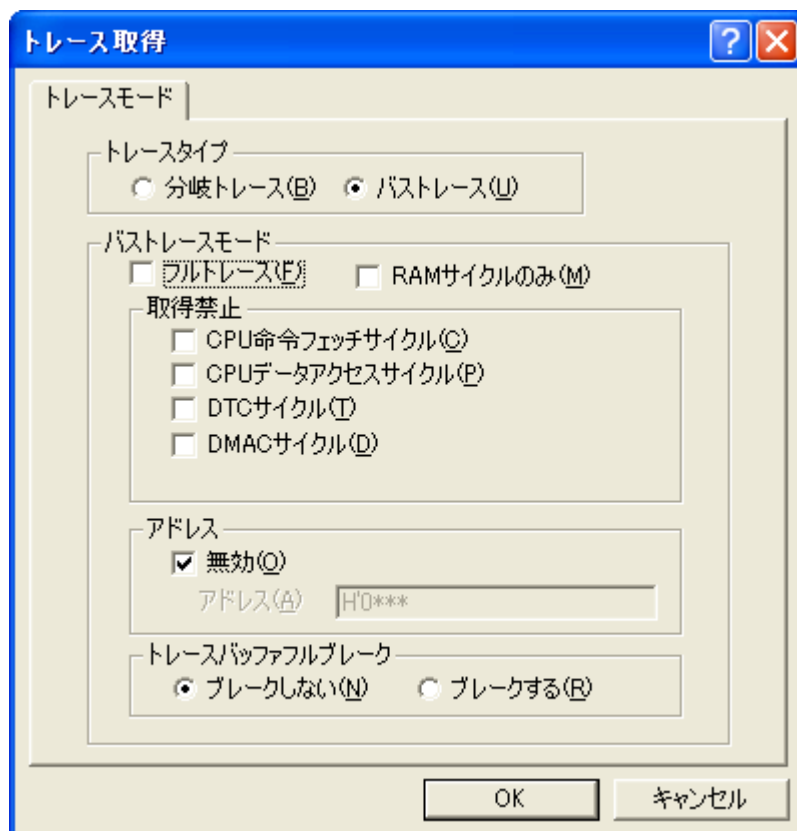 トレース取得
トレースモード
トレースタイプ
分岐トレース(B) バストレース(U)
バストレースモード
フルトレース(F) RAMサイクルのみ(M)
取得禁止
CPU命令フェッチサイクル(C)
CPUデータアクセスサイクル(P)
DTCサイクル(T)
DMACサイクル(D)
アドレス
無効(O)
アドレス(A) H'0***
トレースバッファフルブレーク
ブレークしない(N) ブレークする(R)
OK キャンセル